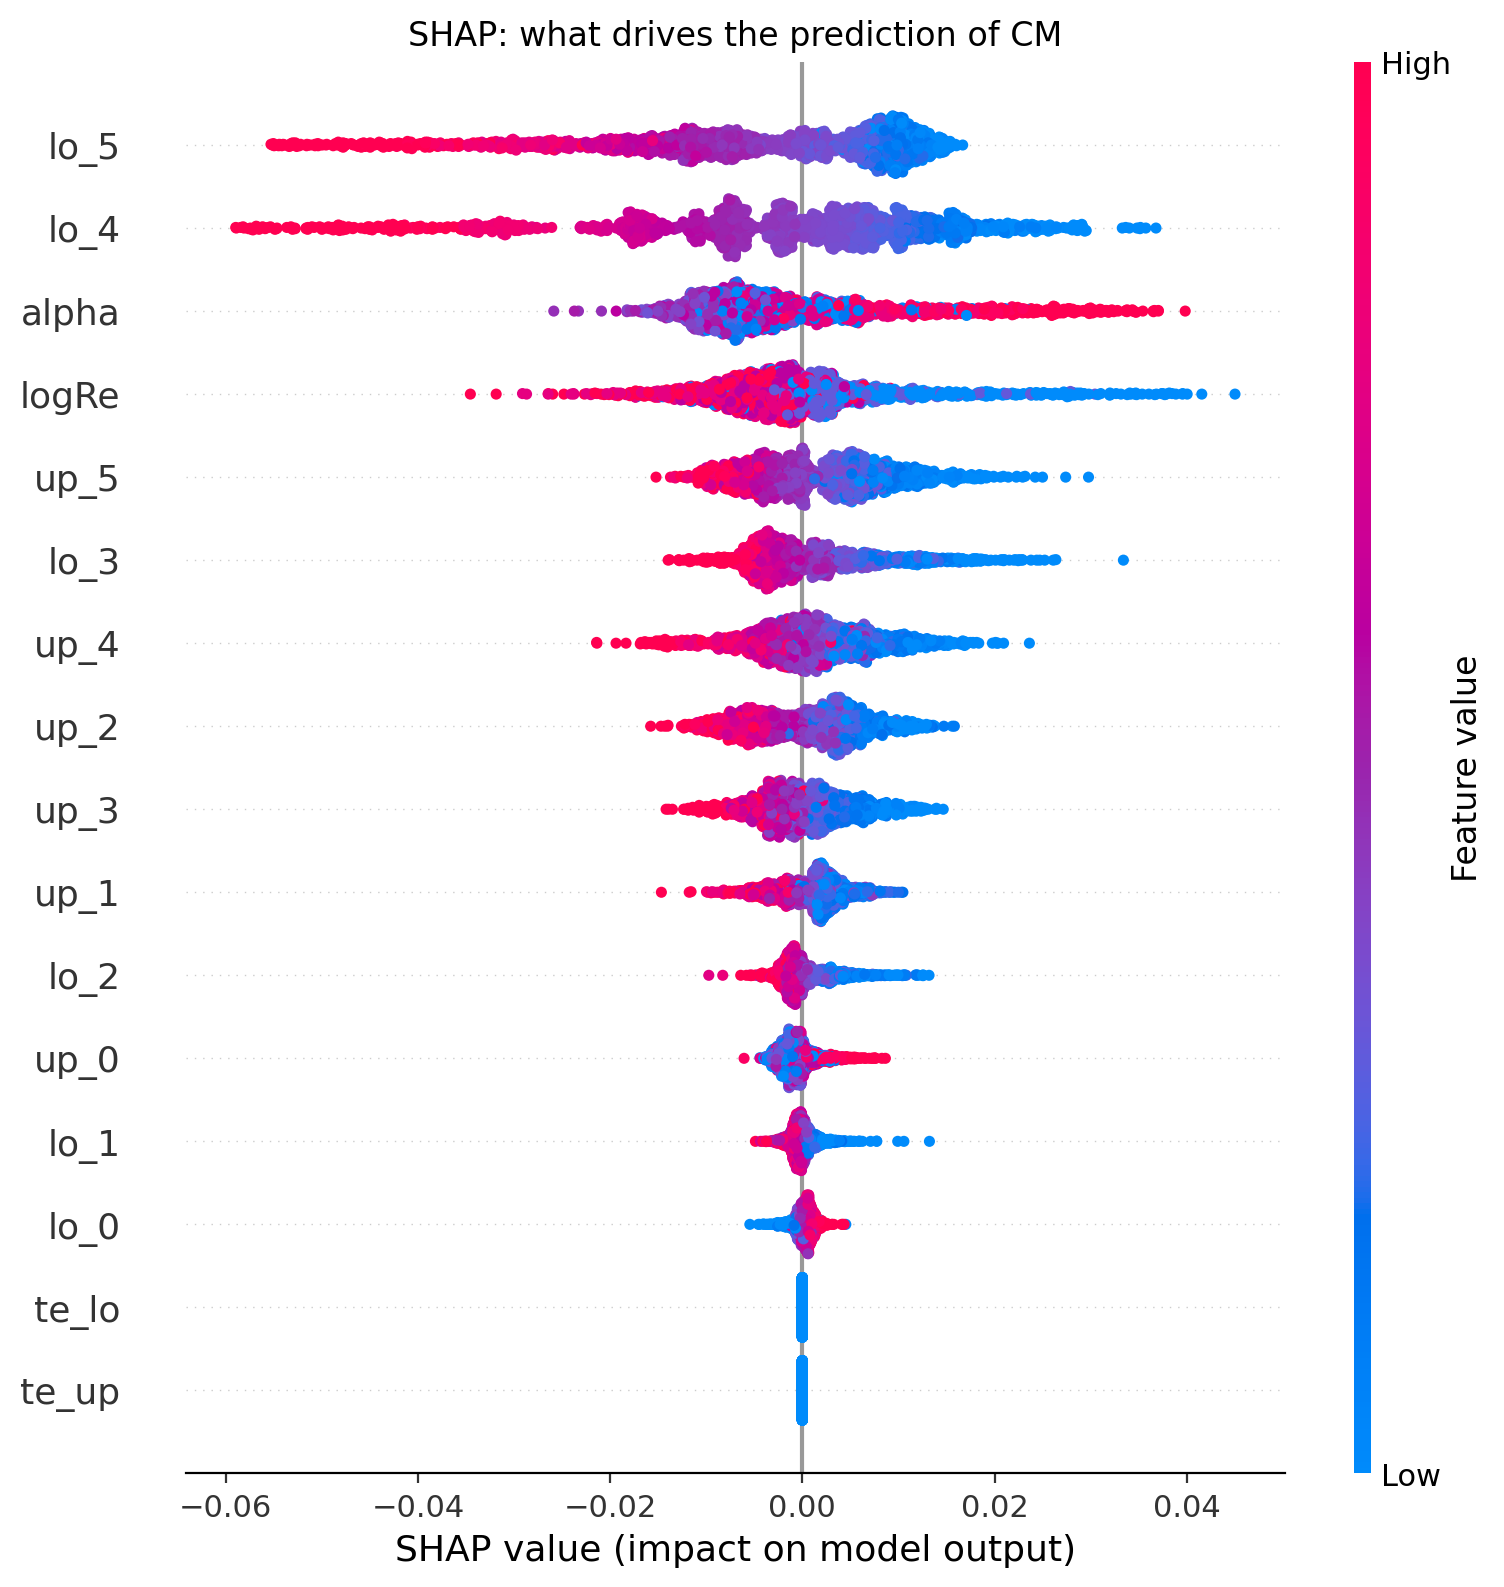 SHAP: what drives the prediction of CM
High
lo_5
lo_4
alpha
logRe
up_5
lo_3
up_4
up_2
up_3
up_1
lo_2
up_0
lo_1
lo_0
te_lo
te_up
Feature value
Low
−0.06 −0.04 −0.02 0.00 0.02 0.04
SHAP value (impact on model output)